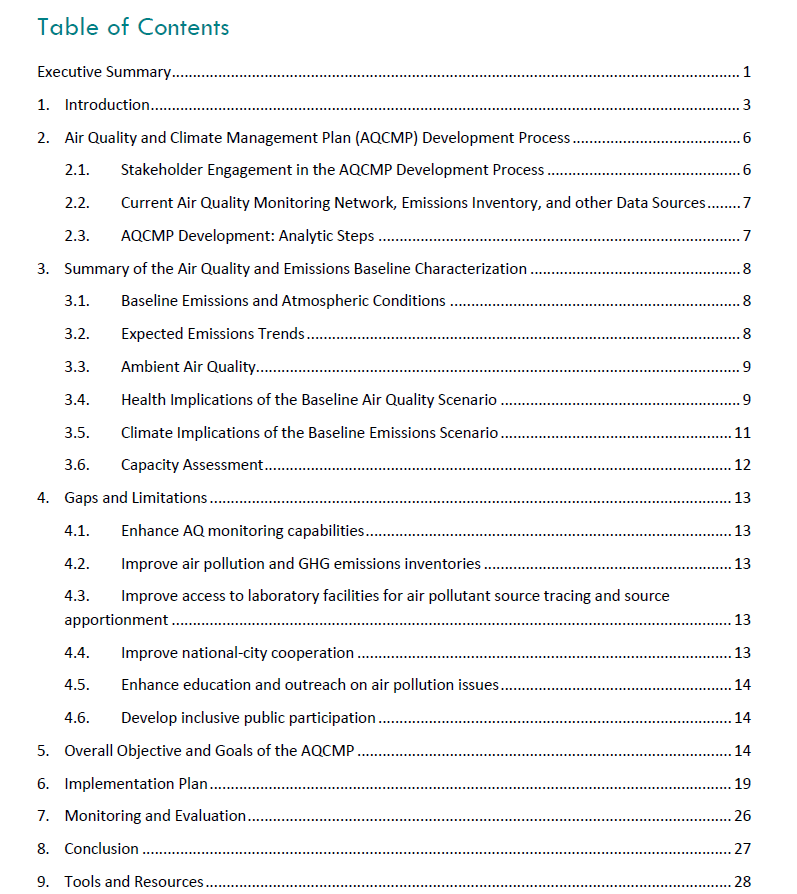 Table of Contents
Executive Summary 1
1. Introduction 3
2. Air Quality and Climate Management Plan (AQCMP) Development Process 6
2.1. Stakeholder Engagement in the AQCMP Development Process 6
2.2. Current Air Quality Monitoring Network, Emissions Inventory, and other Data Sources 7
2.3. AQCMP Development: Analytic Steps 7
3. Summary of the Air Quality and Emissions Baseline Characterization 8
3.1. Baseline Emissions and Atmospheric Conditions 8
3.2. Expected Emissions Trends 8
3.3. Ambient Air Quality 9
3.4. Health Implications of the Baseline Air Quality Scenario 9
3.5. Climate Implications of the Baseline Emissions Scenario 11
3.6. Capacity Assessment 12
4. Gaps and Limitations 13
4.1. Enhance AQ monitoring capabilities 13
4.2. Improve air pollution and GHG emissions inventories 13
4.3. Improve access to laboratory facilities for air pollutant source tracing and source
apportionment 13
4.4. Improve national-city cooperation 13
4.5. Enhance education and outreach on air pollution issues 14
4.6. Develop inclusive public participation 14
5. Overall Objective and Goals of the AQCMP 14
6. Implementation Plan 19
7. Monitoring and Evaluation 26
8. Conclusion 27
9. Tools and Resources 28